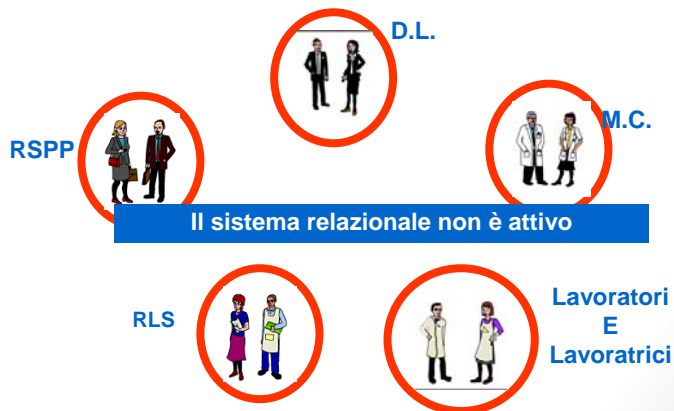 D.L.
M.C.
RSPP
Il sistema relazionale non è attivo
RLS
Lavoratori
E
Lavoratrici